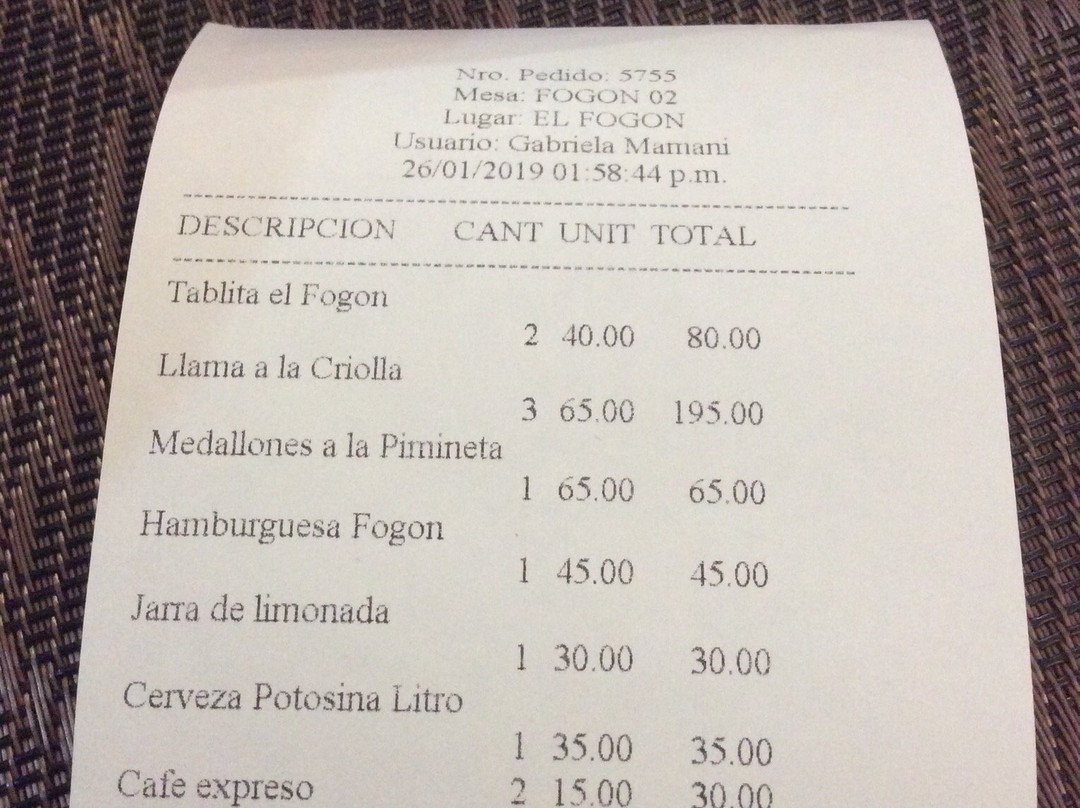 Nro. Pedido: 5755
Mesa: FOGON 02
Lugar: EL FOGON
Usuario: Gabriela Mamani
26/01/2019 01:58:44 p.m.
DESCRIPCION CANT UNIT TOTAL
Tablita el Fogon
2 40.00 80.00
Llama a la Criolla
3 65.00 195.00
Medallones a la Pimineta
1 65.00 65.00
Hamburguesa Fogon
1 45.00 45.00
Jarra de limonada
1 30.00 30.00
Cerveza Potosina Litro
1 35.00 35.00
Cafe expreso 2 15.00 30.00